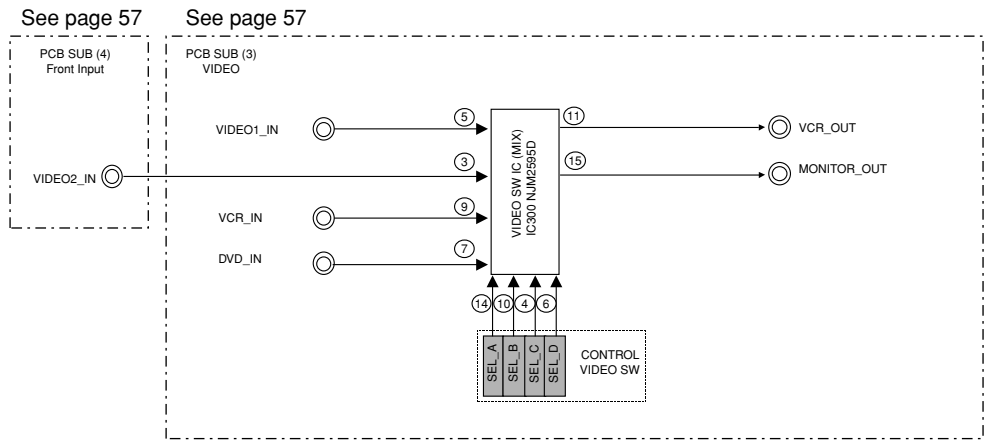 See page 57
See page 57
PCB SUB (4)
Front Input
PCB SUB (3)
VIDEO
VIDEO1_IN
5
11
VCR_OUT
VIDEO2_IN
3
15
MONITOR_OUT
VCR_IN
9
DVD_IN
7
VIDEO SW IC (MIX)
IC300 NJM2595D
14
10
4
6
SEL_A
SEL_B
SEL_C
SEL_D
CONTROL
VIDEO SW